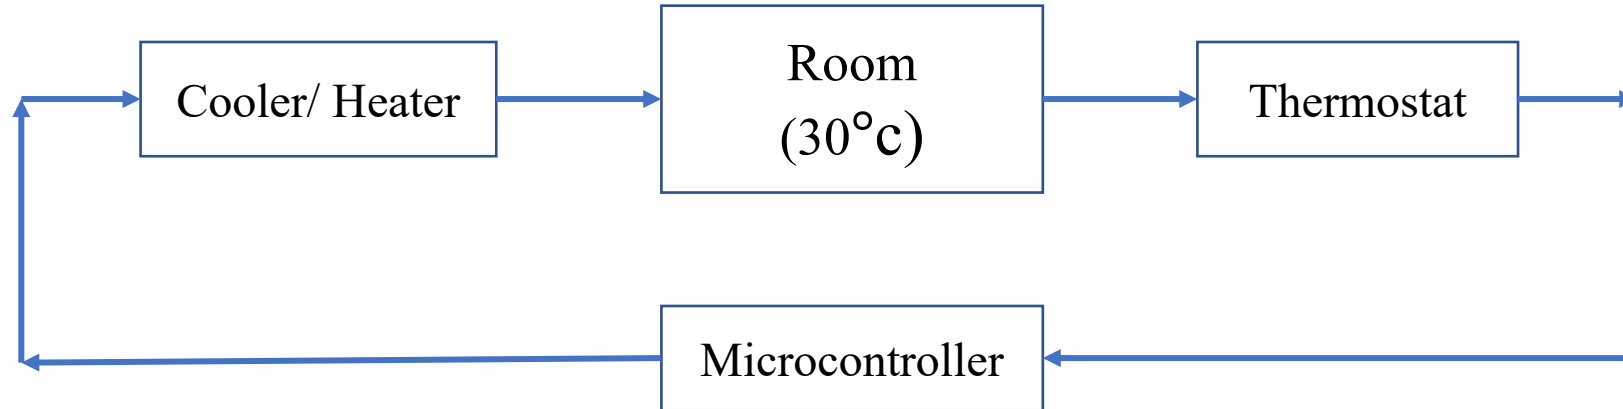 Cooler/ Heater
Room
(30°c)
Thermostat
Microcontroller